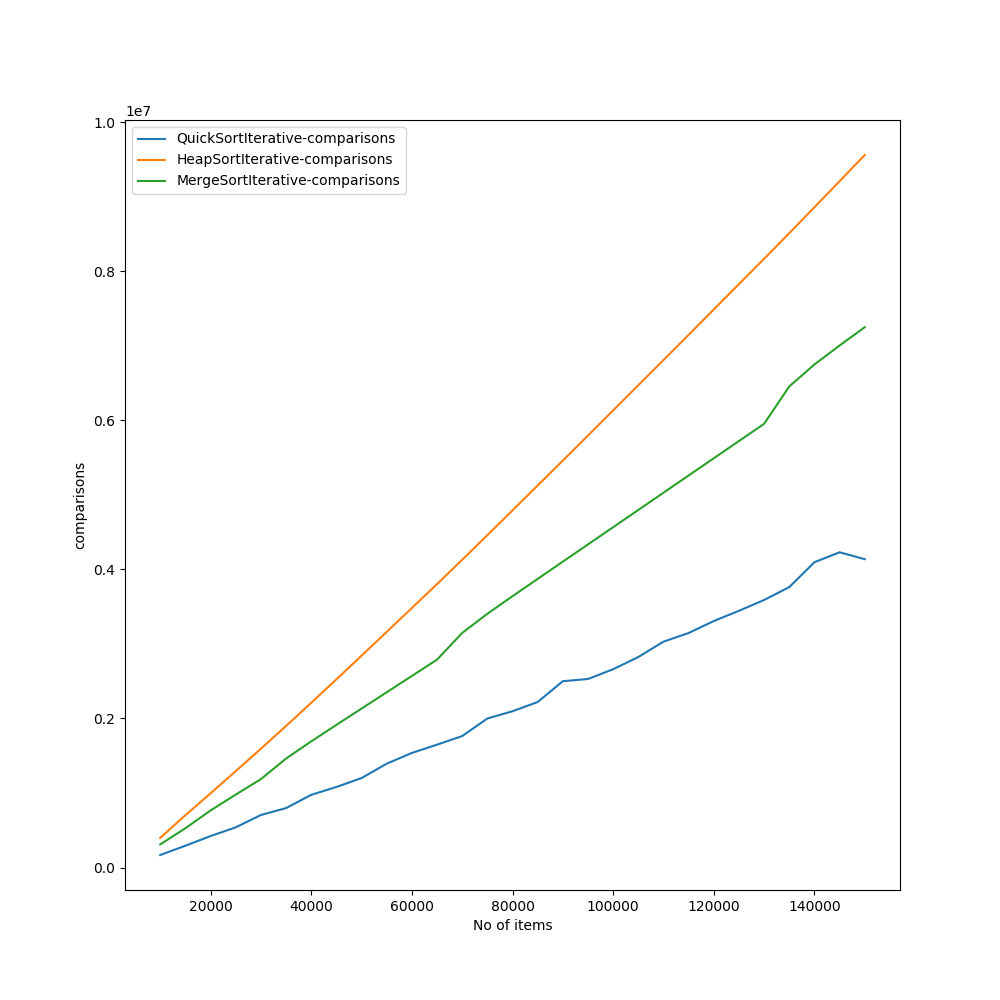 1e7
1.0
0.8
0.6
0.4
0.2
0.0
comparisons
QuickSortIterative-comparisons
HeapSortIterative-comparisons
MergeSortIterative-comparisons
20000 40000 60000 80000 100000 120000 140000
No of items